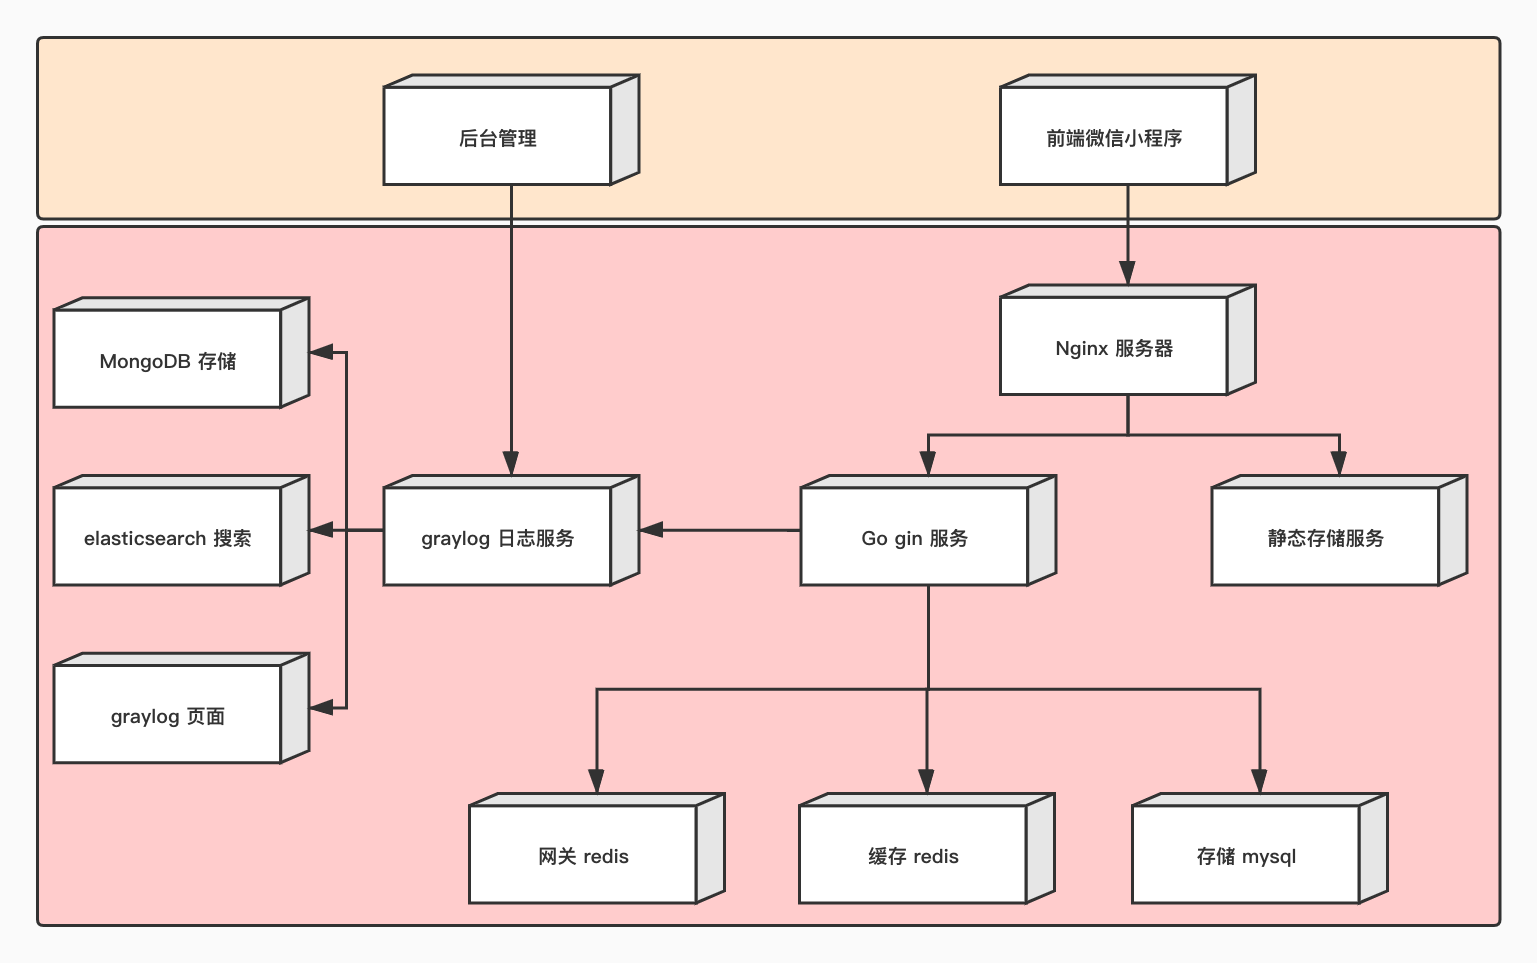 后台管理
前端微信小程序
Nginx 服务器
MongoDB 存储
elasticsearch 搜索
graylog 日志服务
Go gin 服务
静态存储服务
graylog 页面
网关 redis
缓存 redis
存储 mysql